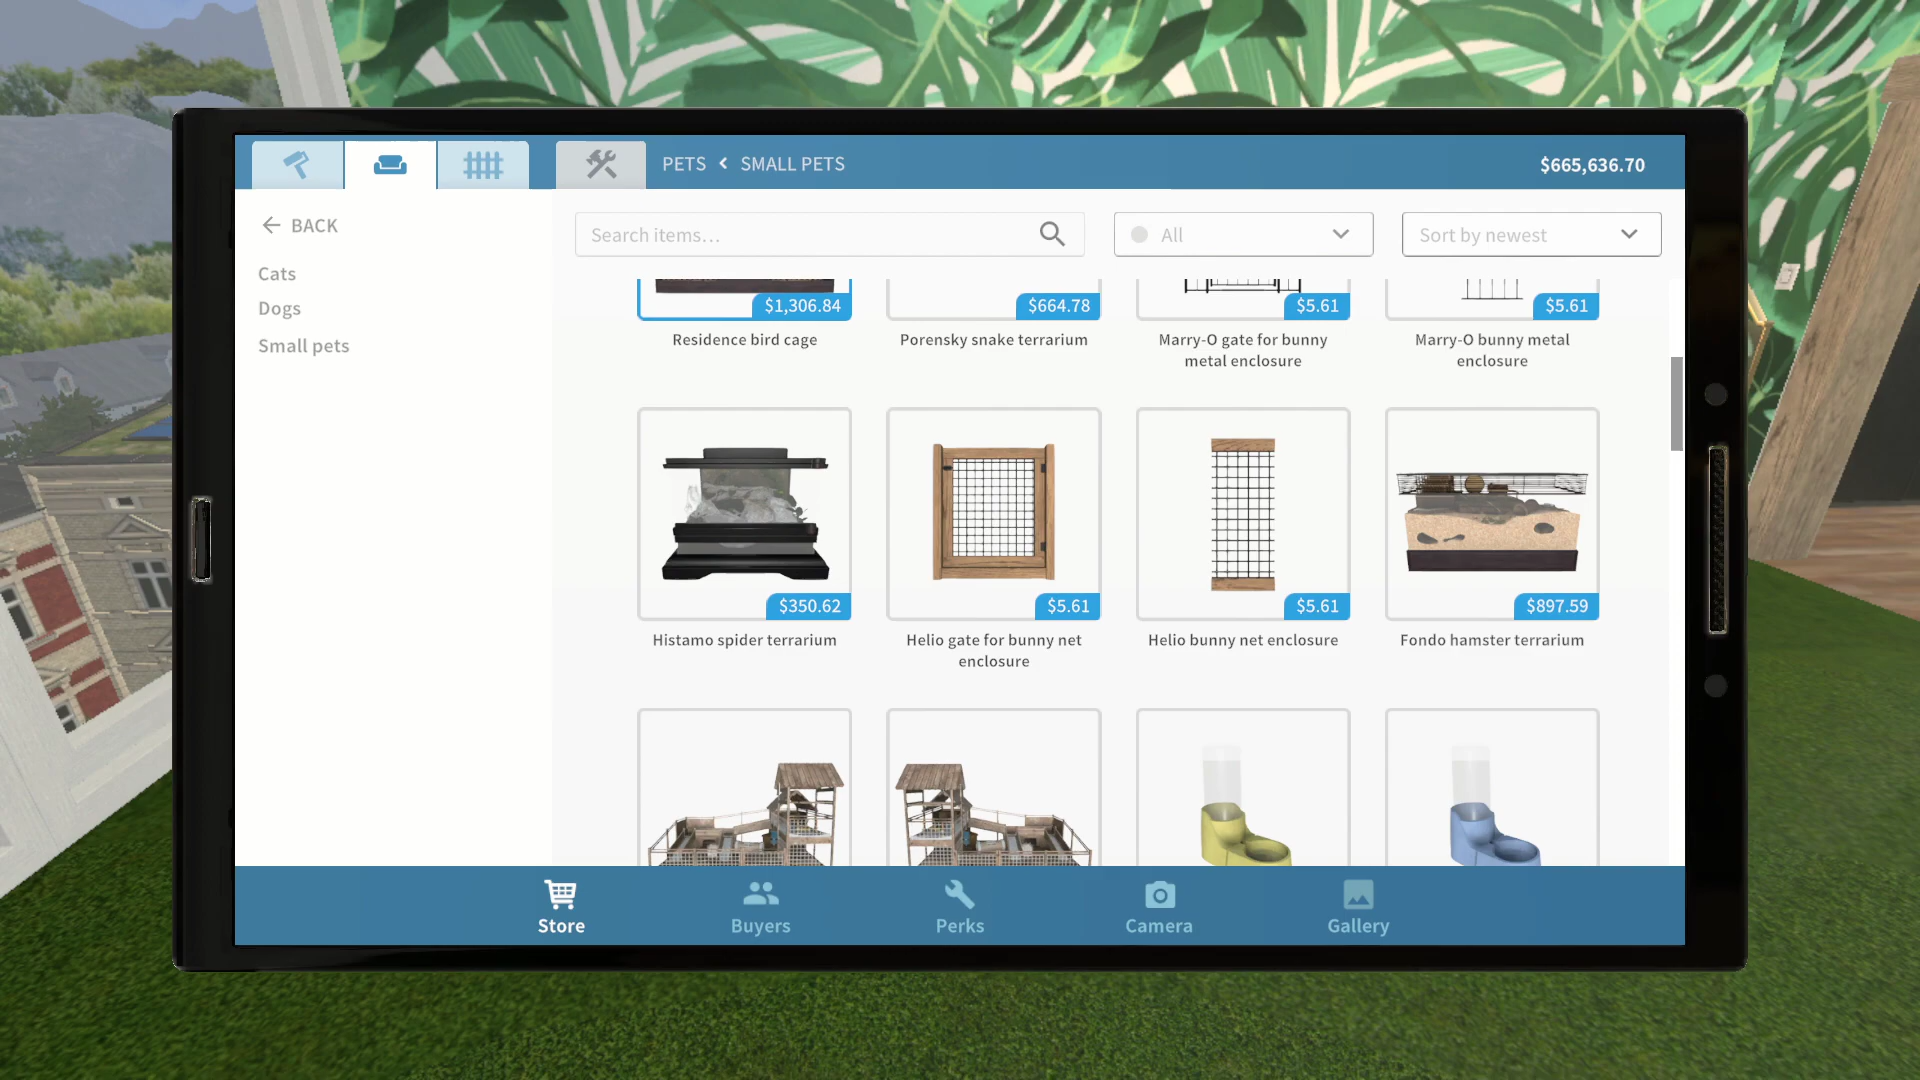 PETS < SMALL PETS
$665,636.70
BACK
Search items...
All
Sort by newest
Cats
Dogs
Small pets
$1,306.84
$664.78
$5.61
$5.61
Residence bird cage
Porensky snake terrarium
Marry-O gate for bunny
metal enclosure
Marry-O bunny metal
enclosure
$350.62
$5.61
$5.61
$897.59
Histamo spider terrarium
Helio gate for bunny net
enclosure
Helio bunny net enclosure
Fondo hamster terrarium
Store
Buyers
Perks
Camera
Gallery